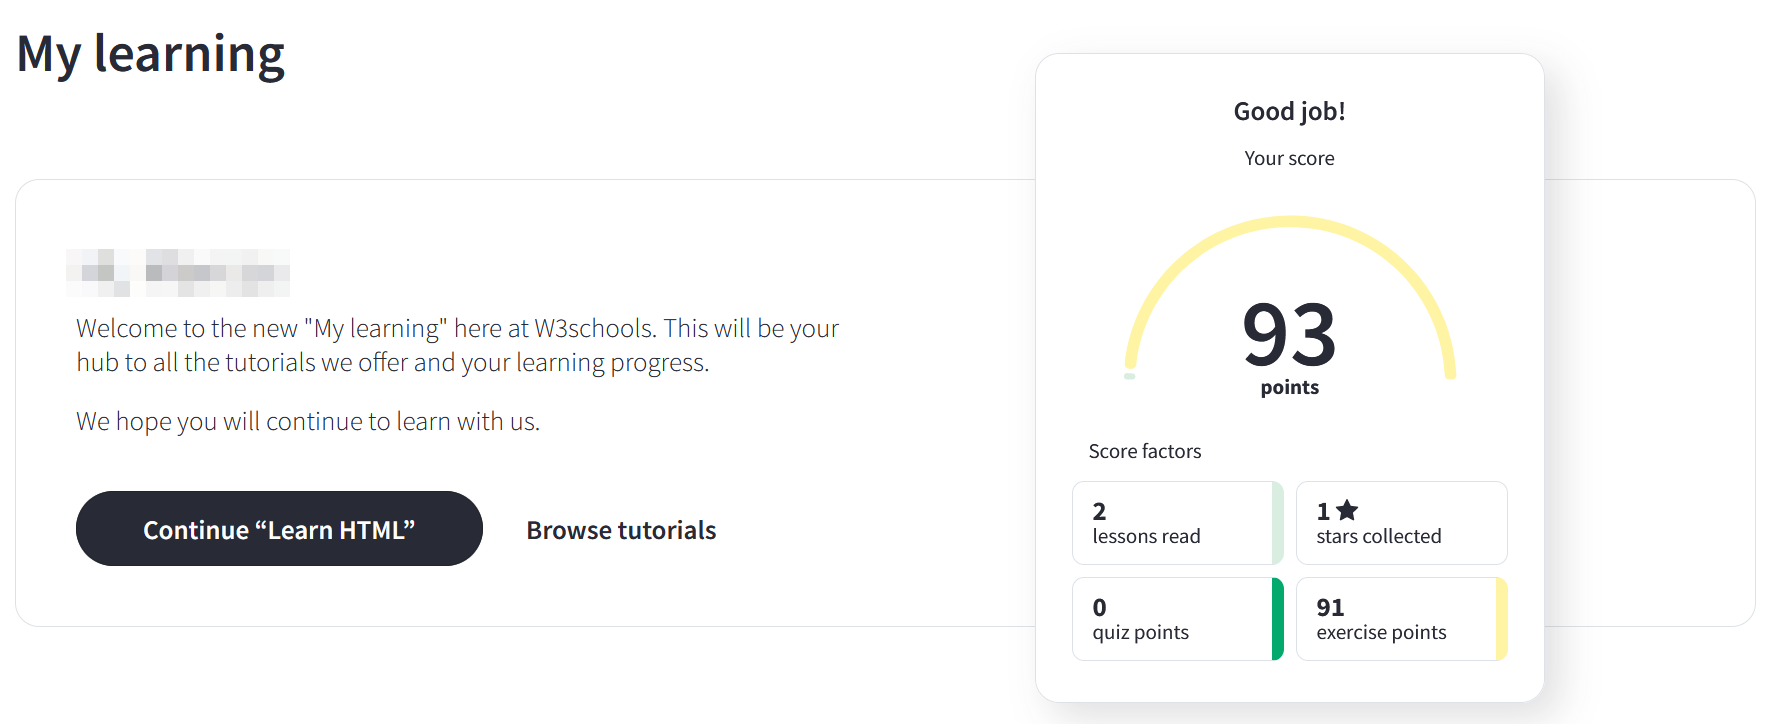 My learning
Welcome to the new "My learning" here at W3schools. This will be your
hub to all the tutorials we offer and your learning progress.
We hope you will continue to learn with us.
Continue “Learn HTML”
Browse tutorials
Good job!
Your score
93
points
Score factors
2
lessons read
1
stars collected
0
quiz points
91
exercise points